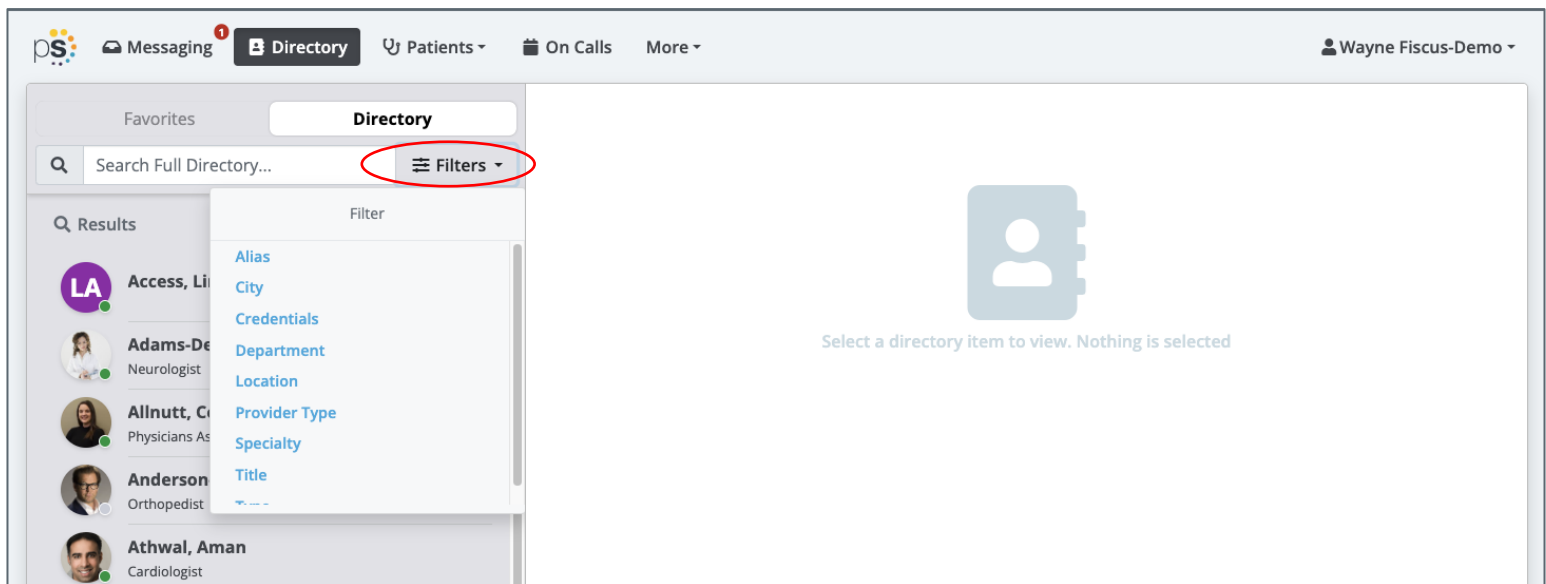 ps Messaging 1 Directory Patients On Calls More Wayne Fiscus-Demo
Favorites Directory
Search Full Directory... Filters
Filter
Results
Alias
City
Credentials
Department
Location
Provider Type
Specialty
Title
LA Access,
Adams-De
Neurologist
Allnutt,
Physicians As
Anderson
Orthopedist
Athwal, Aman
Cardiologist
Select a directory item to view. Nothing is selected